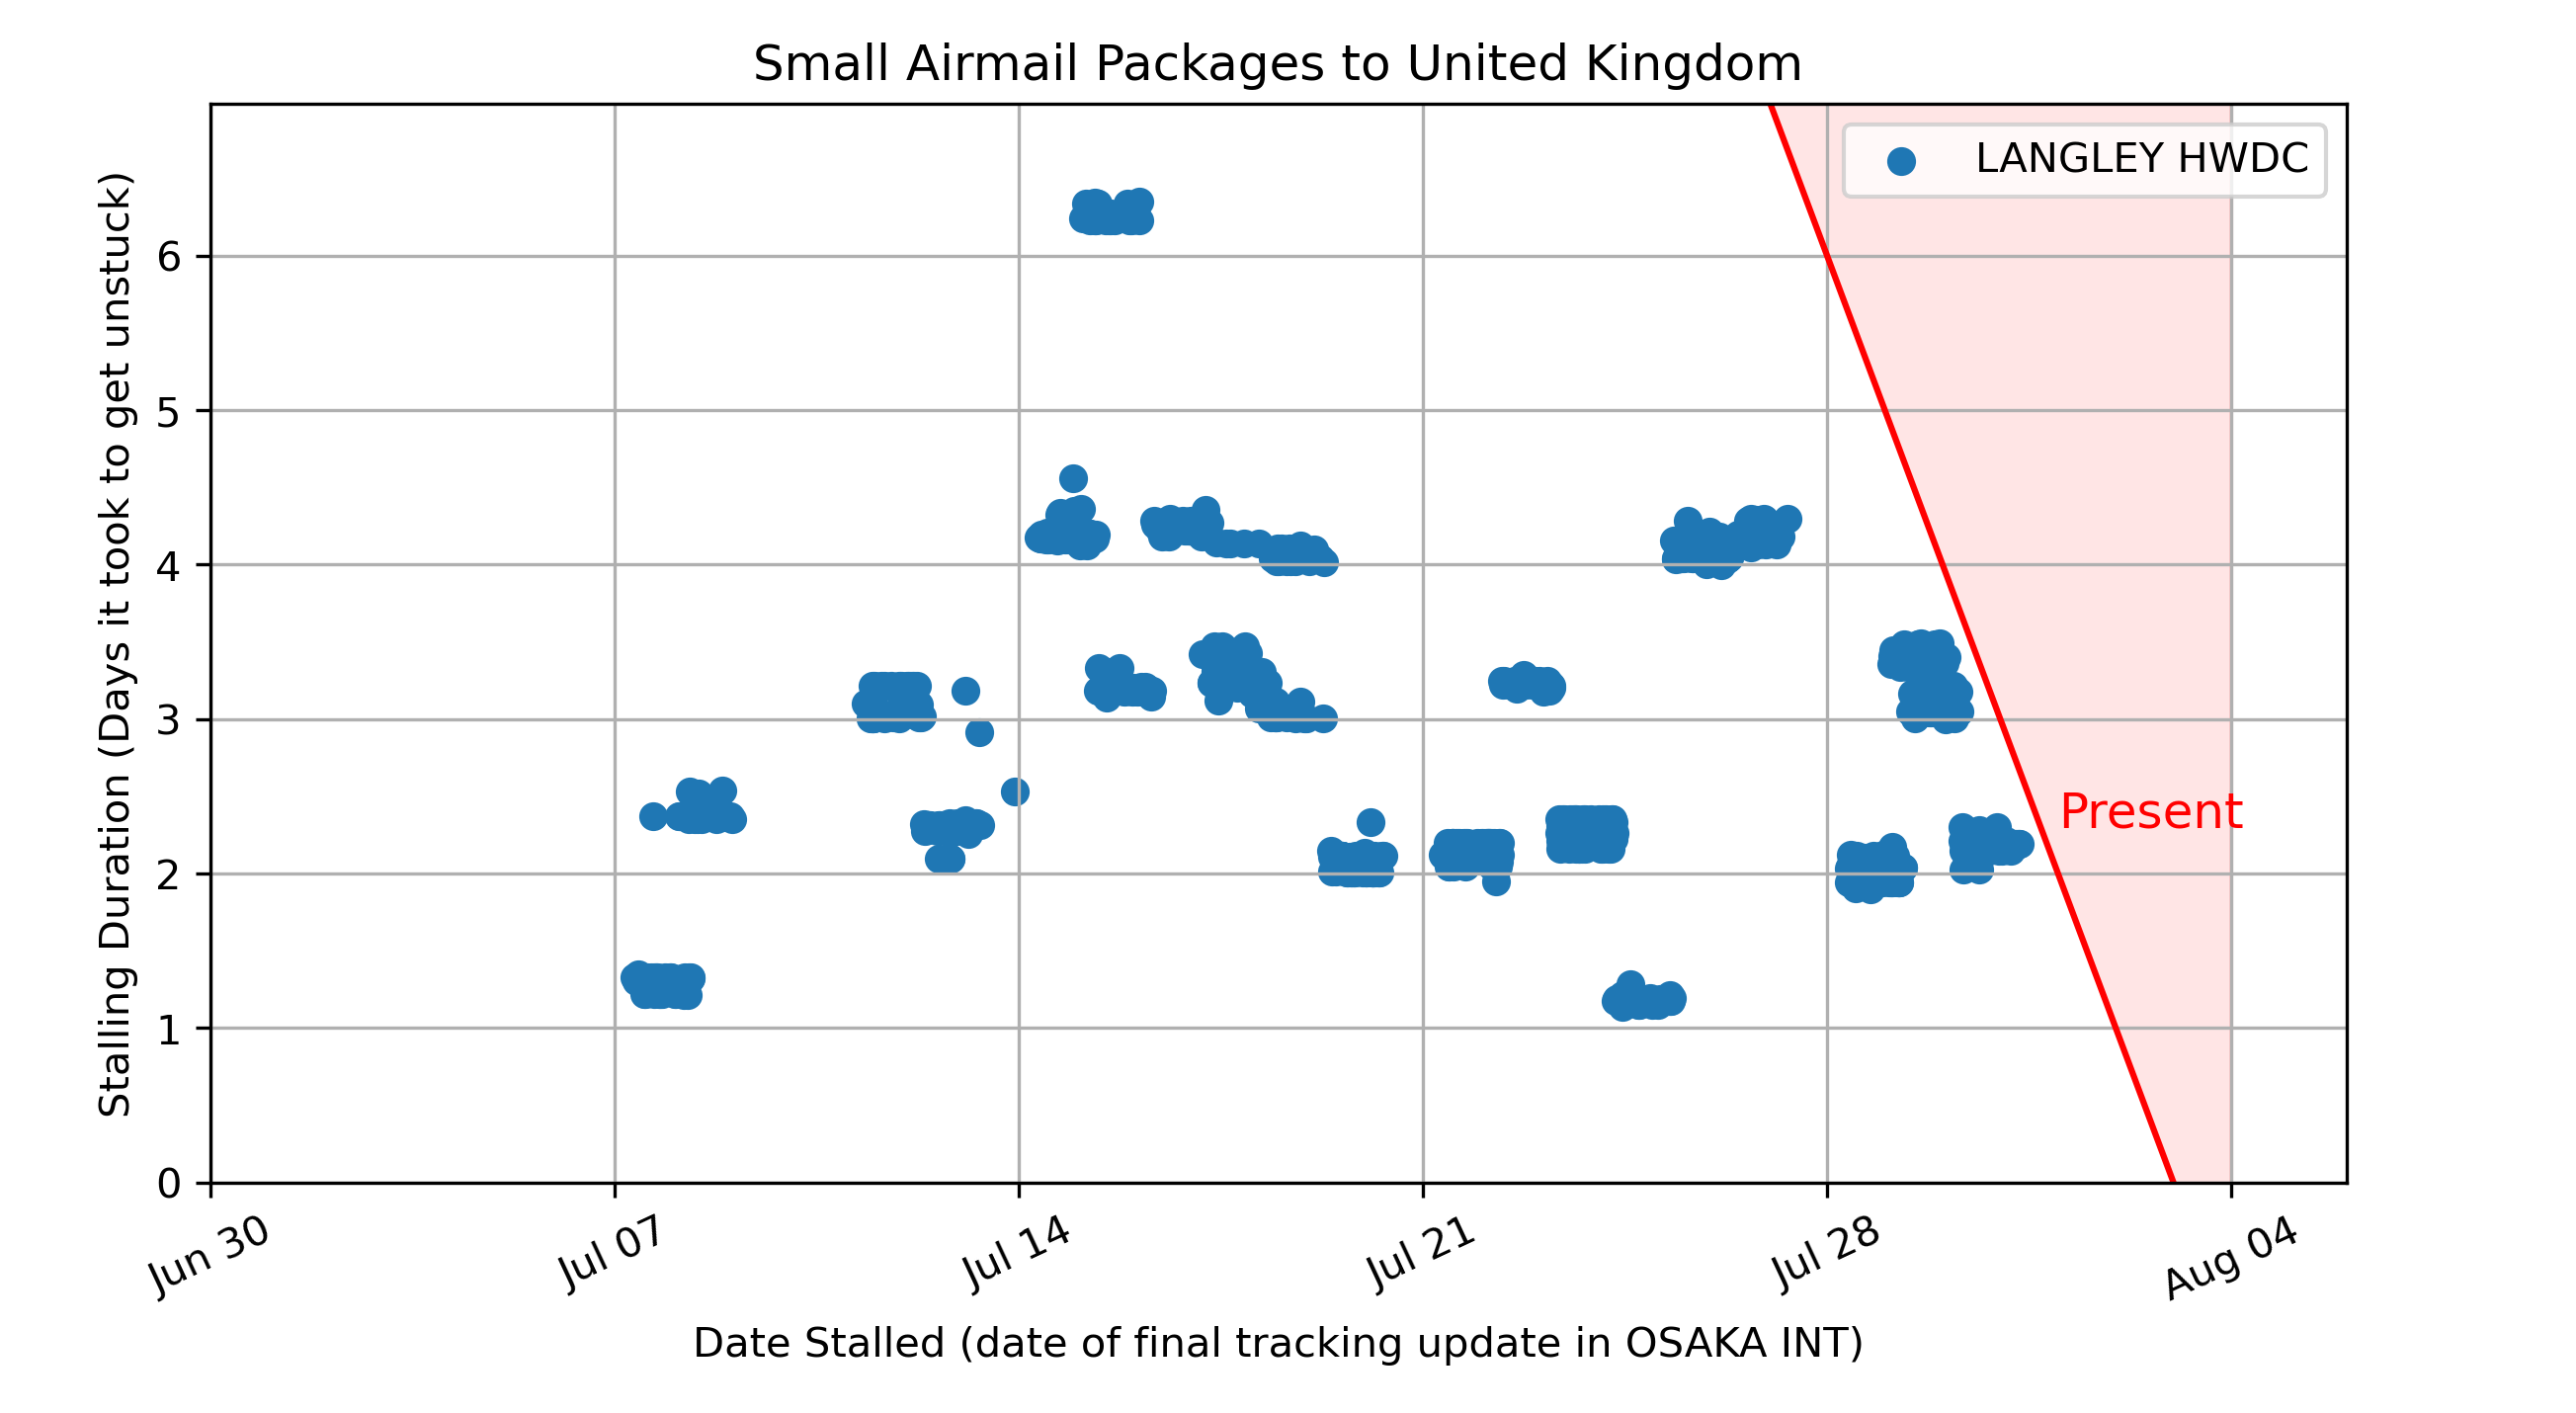 Small Airmail Packages to United Kingdom
LANGLEY HWDC
Stalling Duration (Days it took to get unstuck)
6
5
4
3
2
1
0
Present
Jun 30
Jul 07
Jul 14
Jul 21
Jul 28
Aug 04
Date Stalled (date of final tracking update in OSAKA INT)